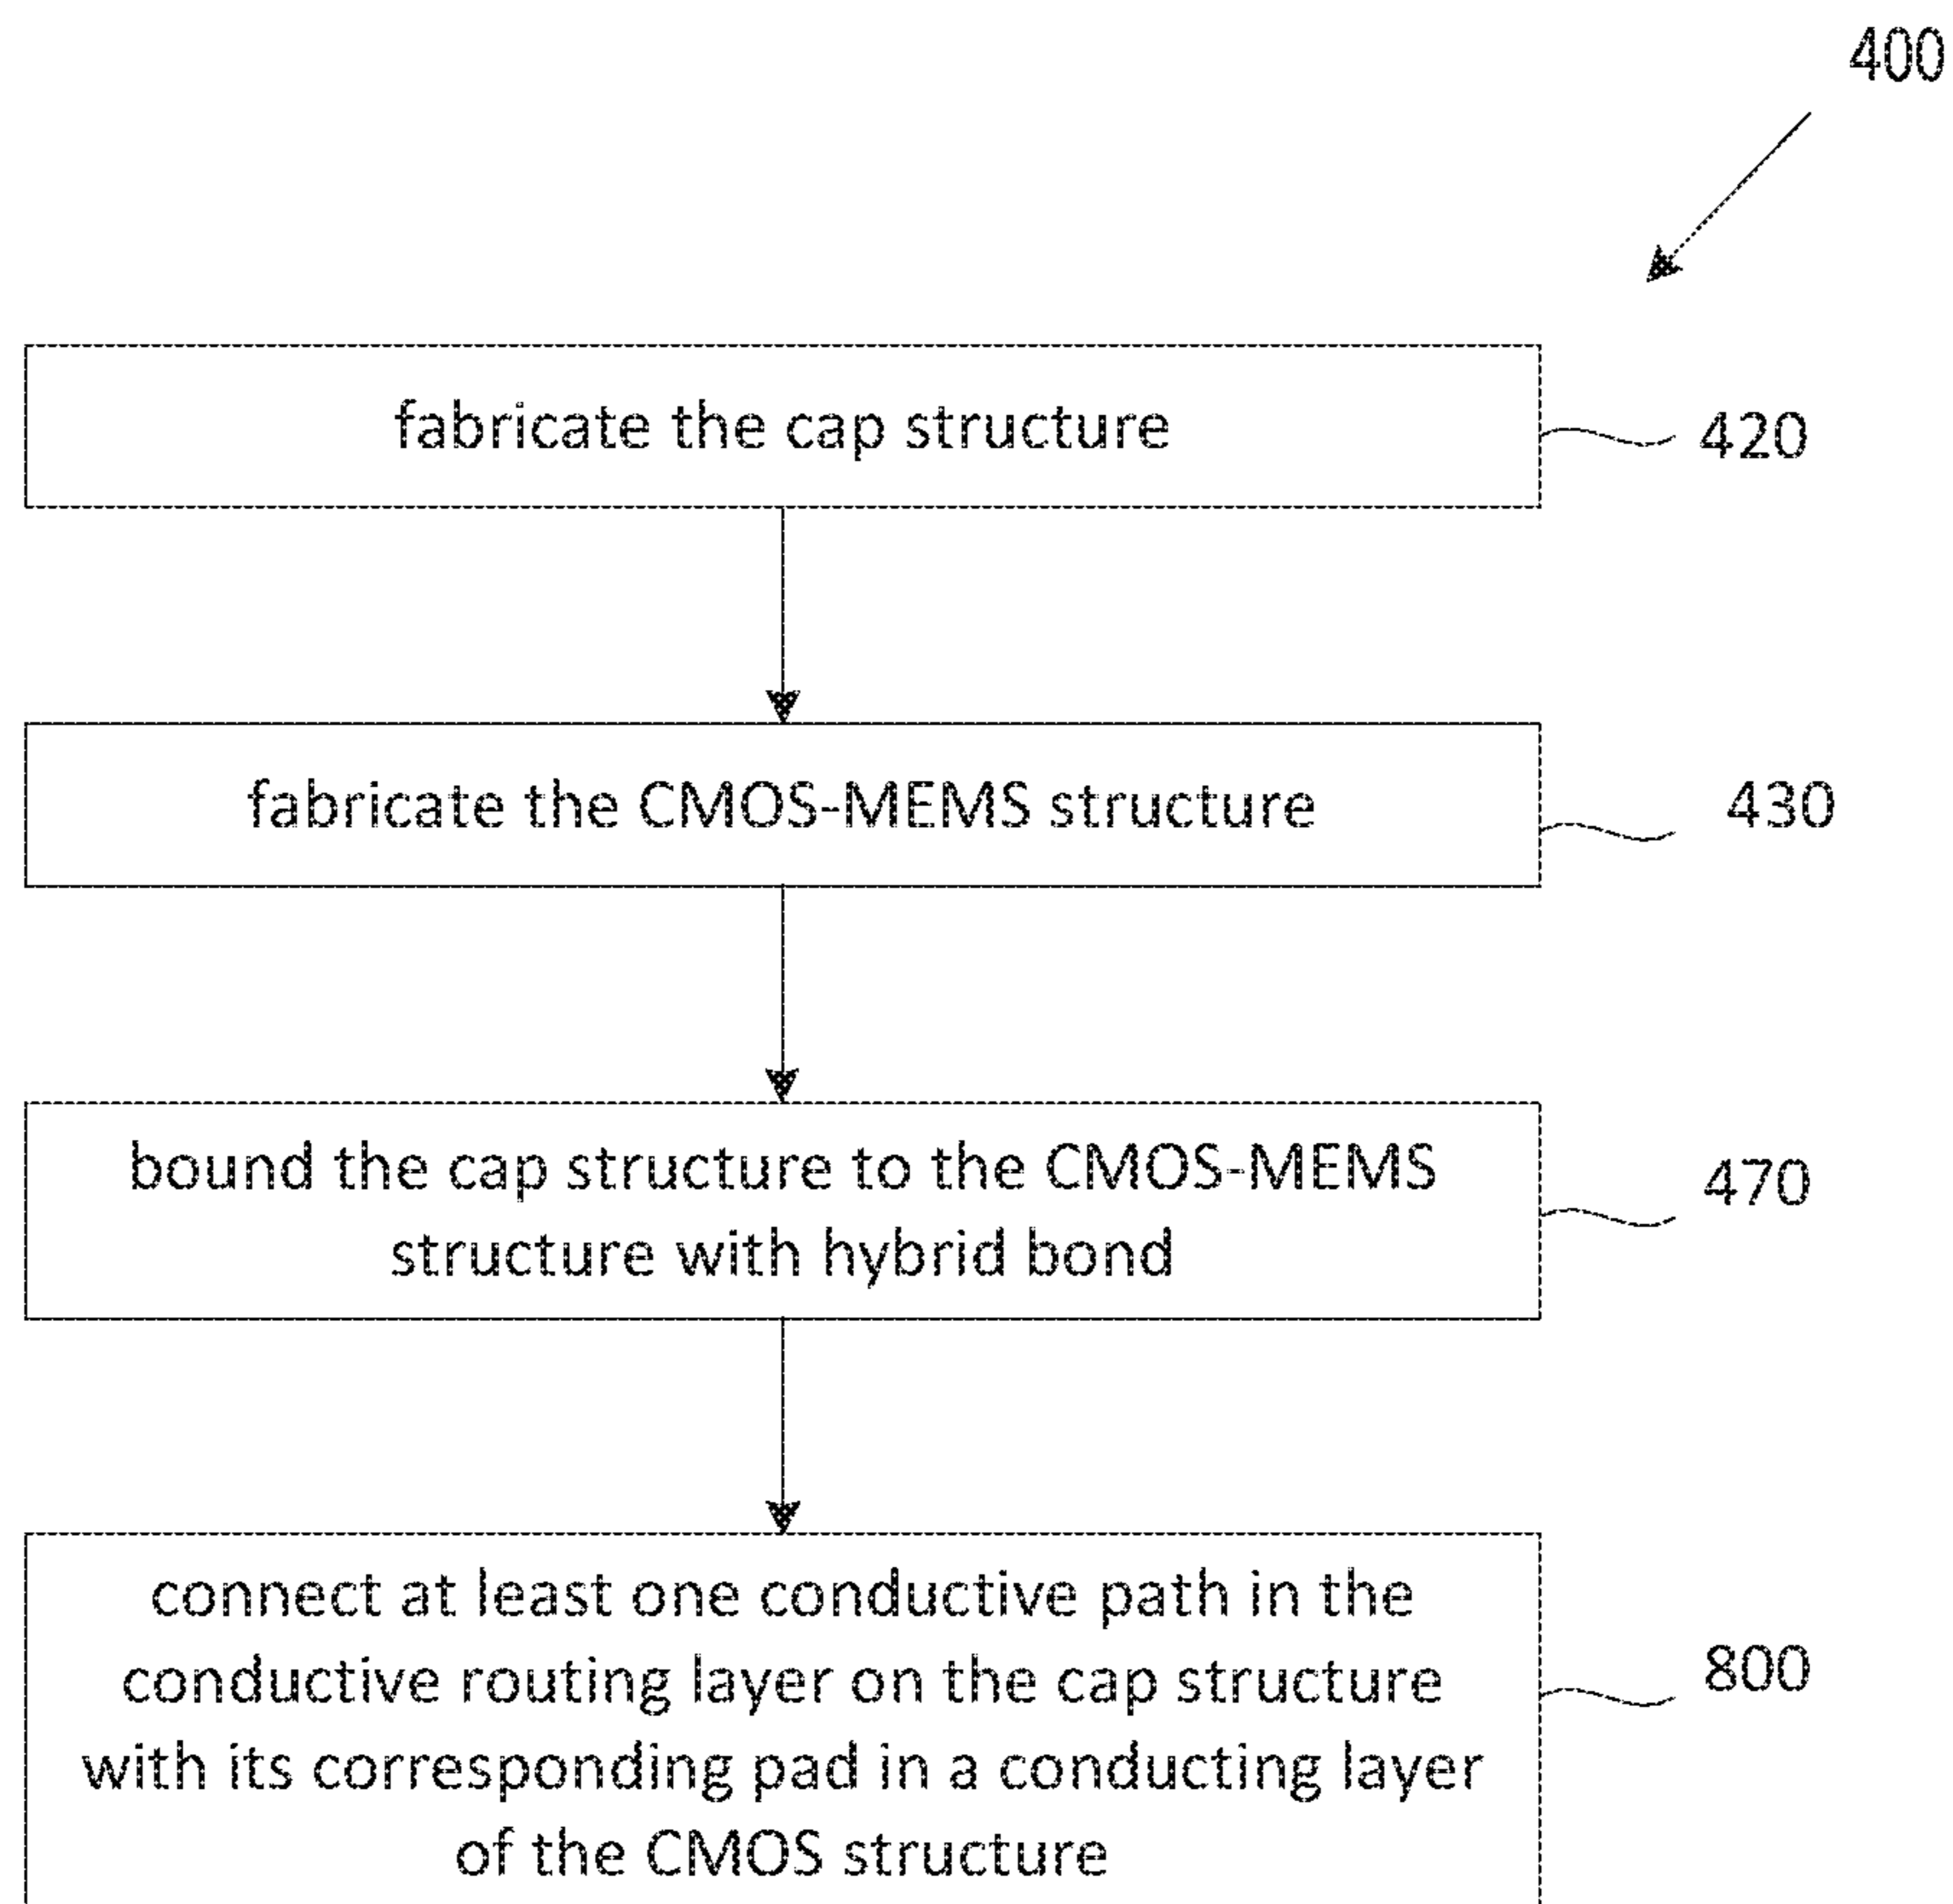 400
fabricate the cap structure
420
fabricate the CMOS-MEMS structure
430
bound the cap structure to the CMOS-MEMS
structure with hybrid bond
470
connect at least one conductive path in the
conductive routing layer on the cap structure
with its corresponding pad in a conducting layer
of the CMOS structure
800